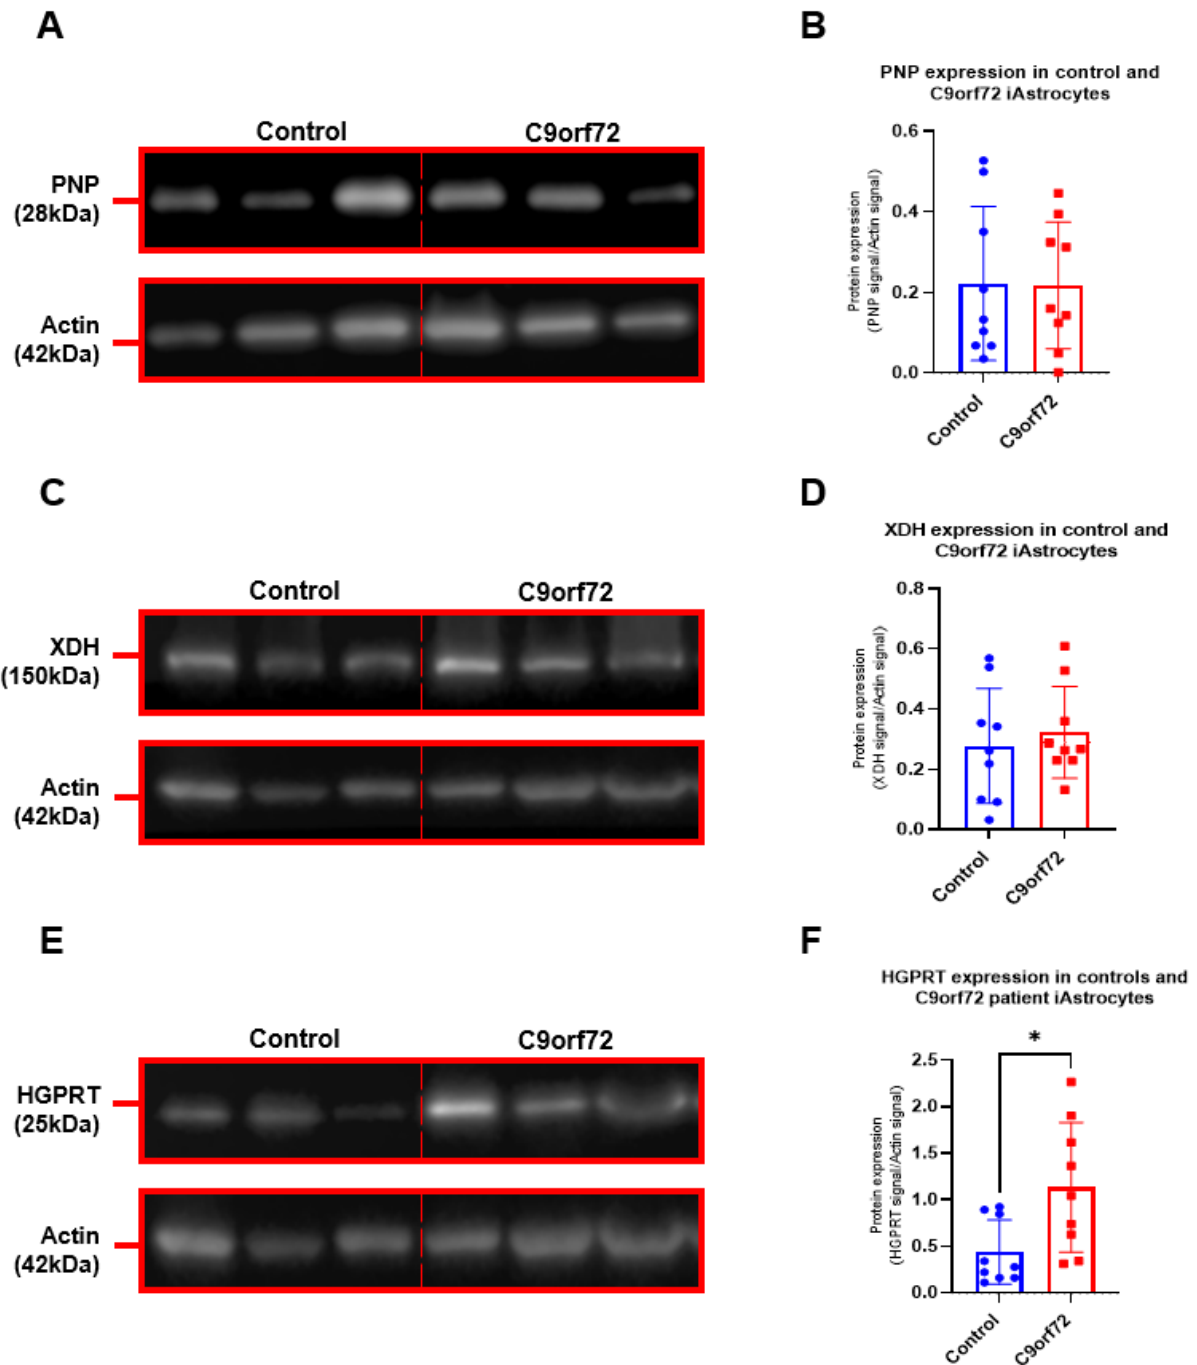 A
B
PNP expression in control and
C9orf72 iAstrocytes
Control
C9orf72
PNP
(28kDa)
Actin
(42kDa)
Protein expression
(PNP signal/Actin signal)
0.6
0.4
0.2
0.0
Control
C9orf72
C
D
XDH expression in control and
C9orf72 iAstrocytes
Control
C9orf72
XDH
(150kDa)
Actin
(42kDa)
Protein expression
(XDH signal/Actin signal)
0.8
0.6
0.4
0.2
0.0
Control
C9orf72
E
F
HGPRT expression in controls and
C9orf72 patient iAstrocytes
Control
C9orf72
HGPRT
(25kDa)
Actin
(42kDa)
*
Protein expression
(HGPRT signal/Actin signal)
2.5
2.0
1.5
1.0
0.5
0.0
Control
C9orf72